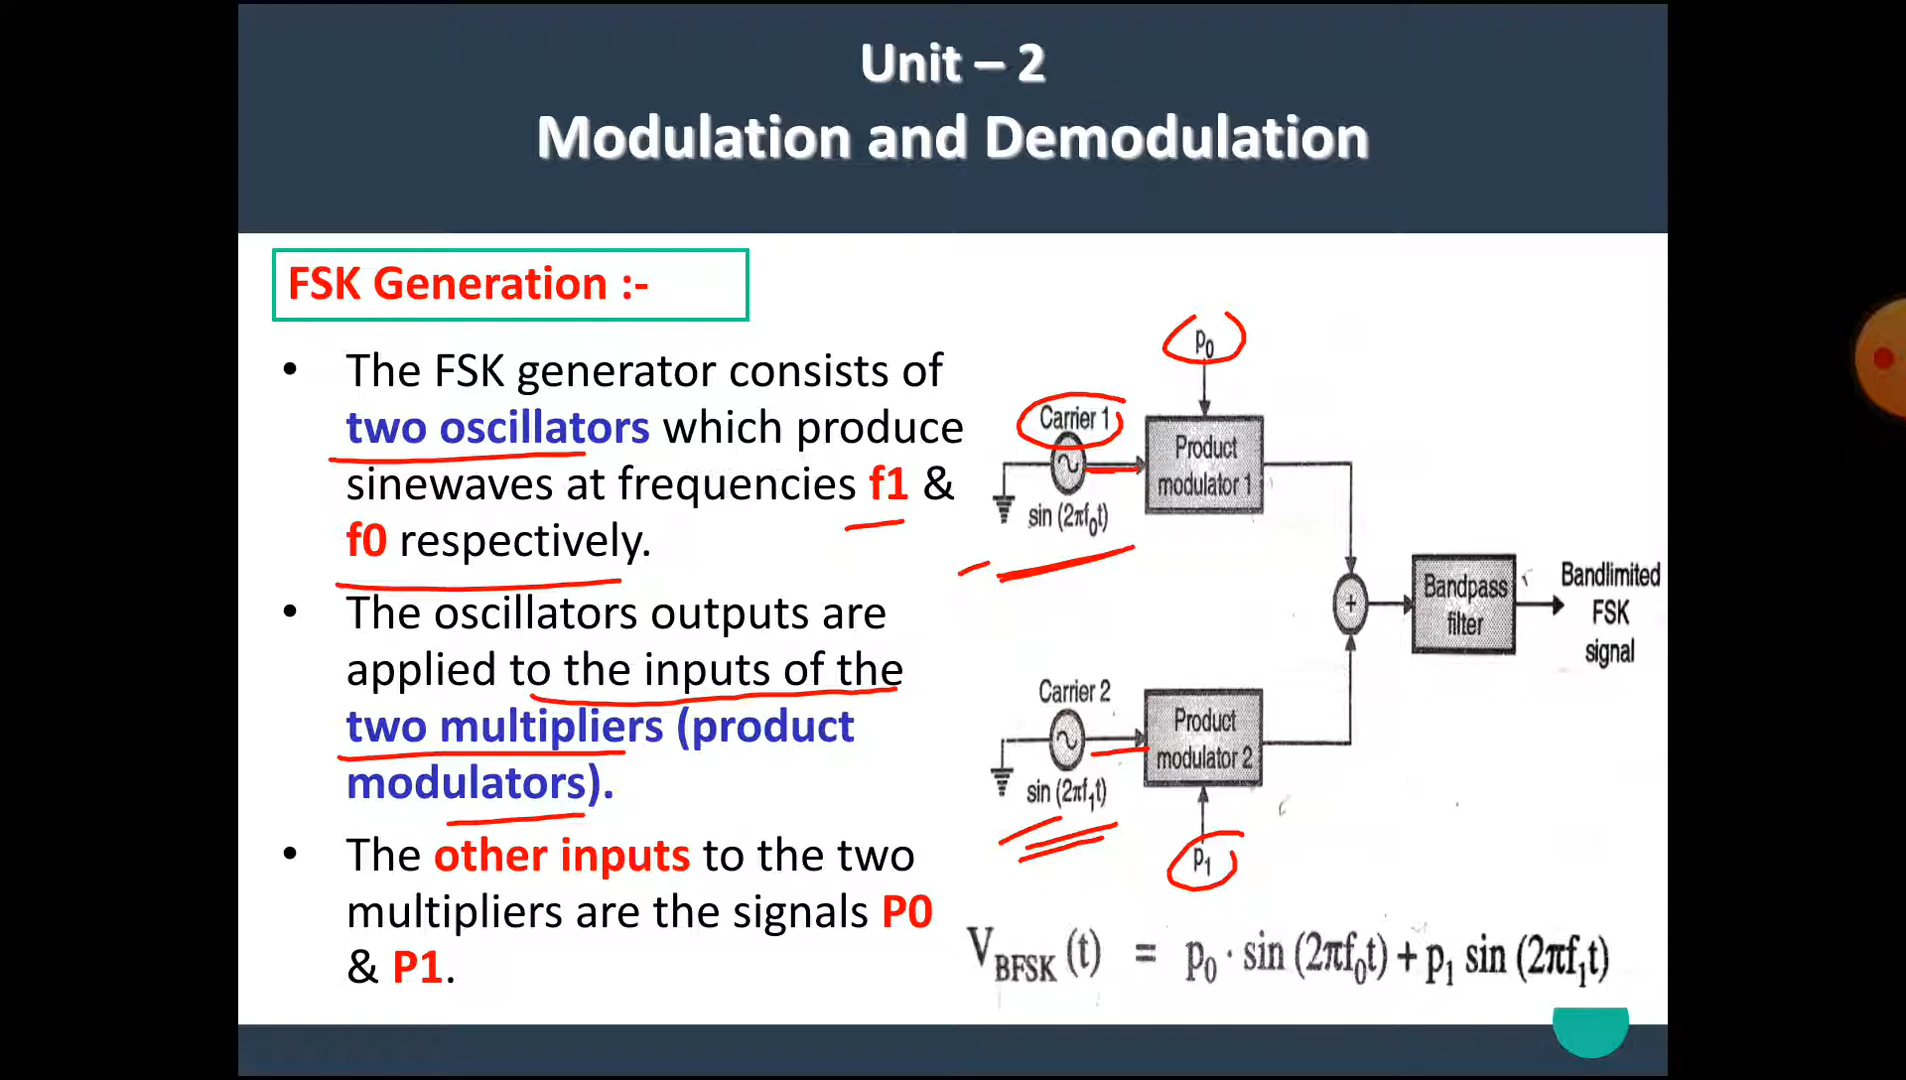 Unit – 2
Modulation and Demodulation
FSK Generation :-
• The FSK generator consists of
two oscillators which produce
sinewaves at frequencies f1 &
f0 respectively.
• The oscillators outputs are
applied to the inputs of the
two multipliers (product
modulators).
• The other inputs to the two
multipliers are the signals P0
& P1.
p₀
Carrier 1
Product
modulator 1
sin (2πf₀t)
+
Bandpass
filter
Bandlimited
FSK
signal
Carrier 2
Product
modulator 2
sin (2πf₁t)
p₁
V_BFSK (t) = p₀ · sin (2πf₀t) + p₁ sin (2πf₁t)